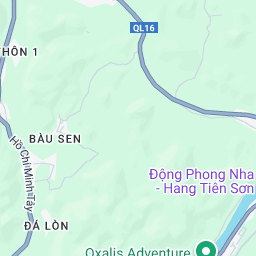 QL16
THÔN 1
Hồ Chí Minh Tây
BÀU SEN
Động Phong Nha
- Hang Tiên Sơn
ĐÁ LÒN
Oxalis Adventure